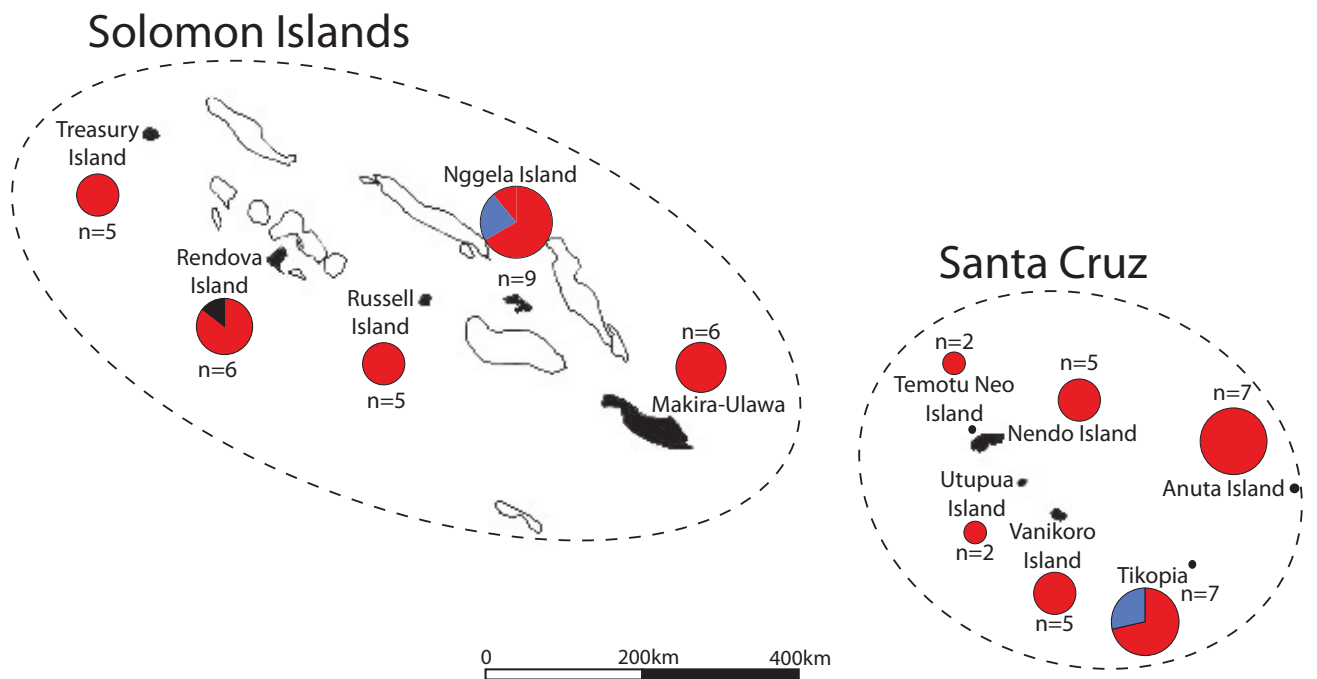 Solomon Islands
Treasury
Island
n=5
Rendova
Island
n=6
Russell
Island
n=5
Nggela Island
n=9
n=6
Makira-Ulawa
Santa Cruz
n=2
Temotu Neo
Island
n=5
Nendo Island
n=7
Anuta Island
Utupua
Island
n=2
Vanikoro
Island
n=5
Tikopia
n=7
0
200km
400km